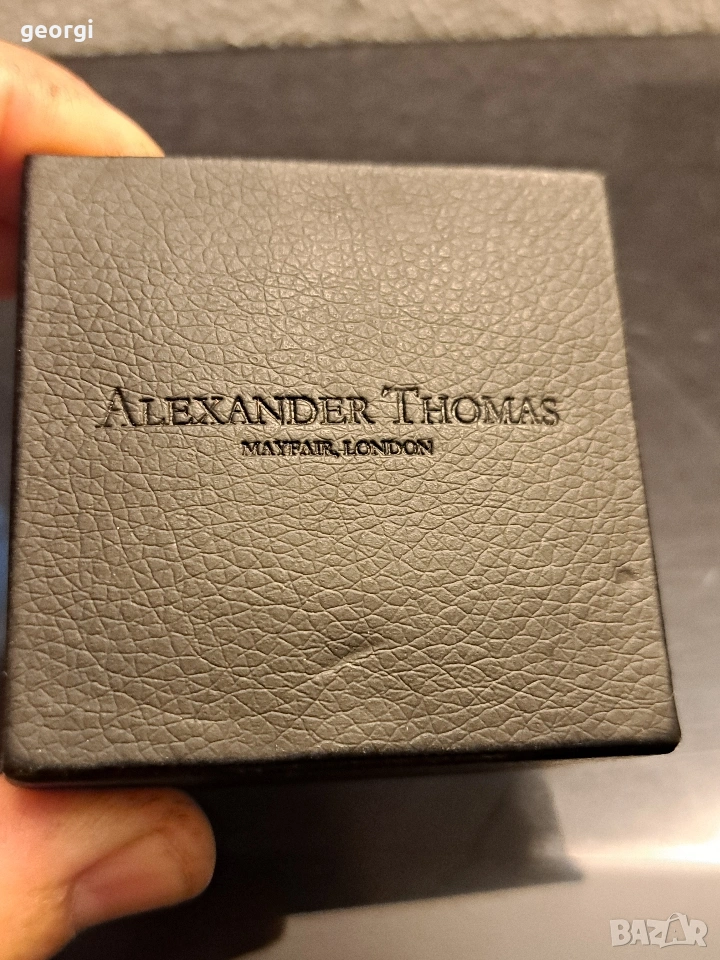 georgi
ALEXANDER THOMAS
MAYFAIR, LONDON
BAZAR